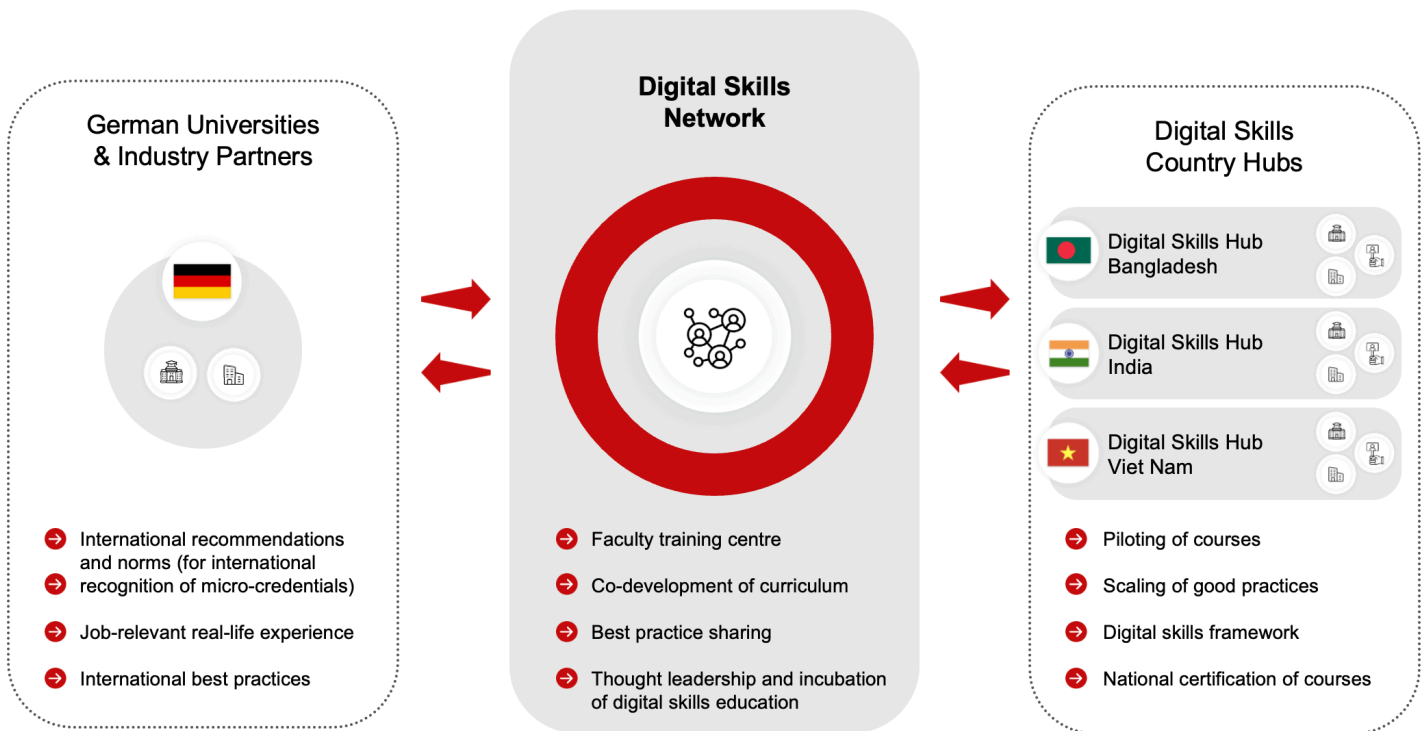 German Universities
& Industry Partners
International recommendations
and norms (for international
recognition of micro-credentials)
Job-relevant real-life experience
International best practices
Digital Skills
Network
Faculty training centre
Co-development of curriculum
Best practice sharing
Thought leadership and incubation
of digital skills education
Digital Skills
Country Hubs
Digital Skills Hub
Bangladesh
Digital Skills Hub
India
Digital Skills Hub
Viet Nam
Piloting of courses
Scaling of good practices
Digital skills framework
National certification of courses